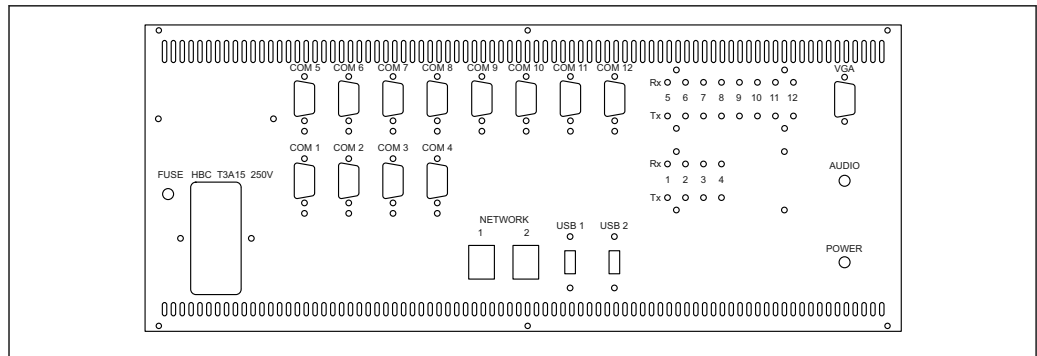 COM 5 COM 6 COM 7 COM 8 COM 9 COM 10 COM 11 COM 12
Rx
5 6 7 8 9 10 11 12
Tx
VGA
COM 1 COM 2 COM 3 COM 4
Rx
1 2 3 4
Tx
AUDIO
FUSE HBC T3A15 250V
NETWORK
1 2
USB 1 USB 2
POWER